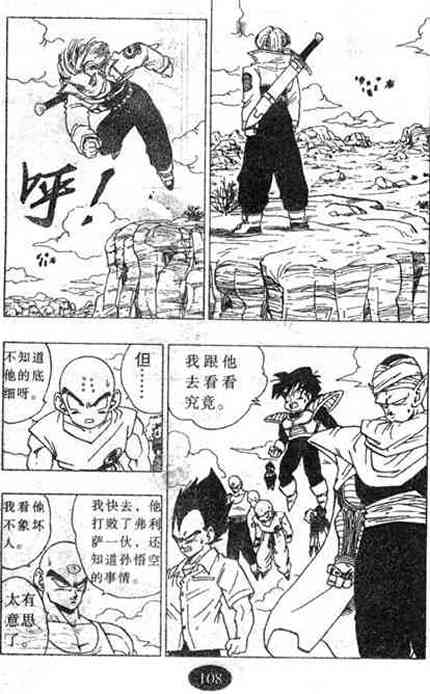 呼！
我跟他
去看看
究竟。
但
……
不知道
他的底
细呀。
我快去，他
打败了弗利
萨一伙，还
知道孙悟空
的事情。
我看他
不象坏
人。
太有
意思
了。
108